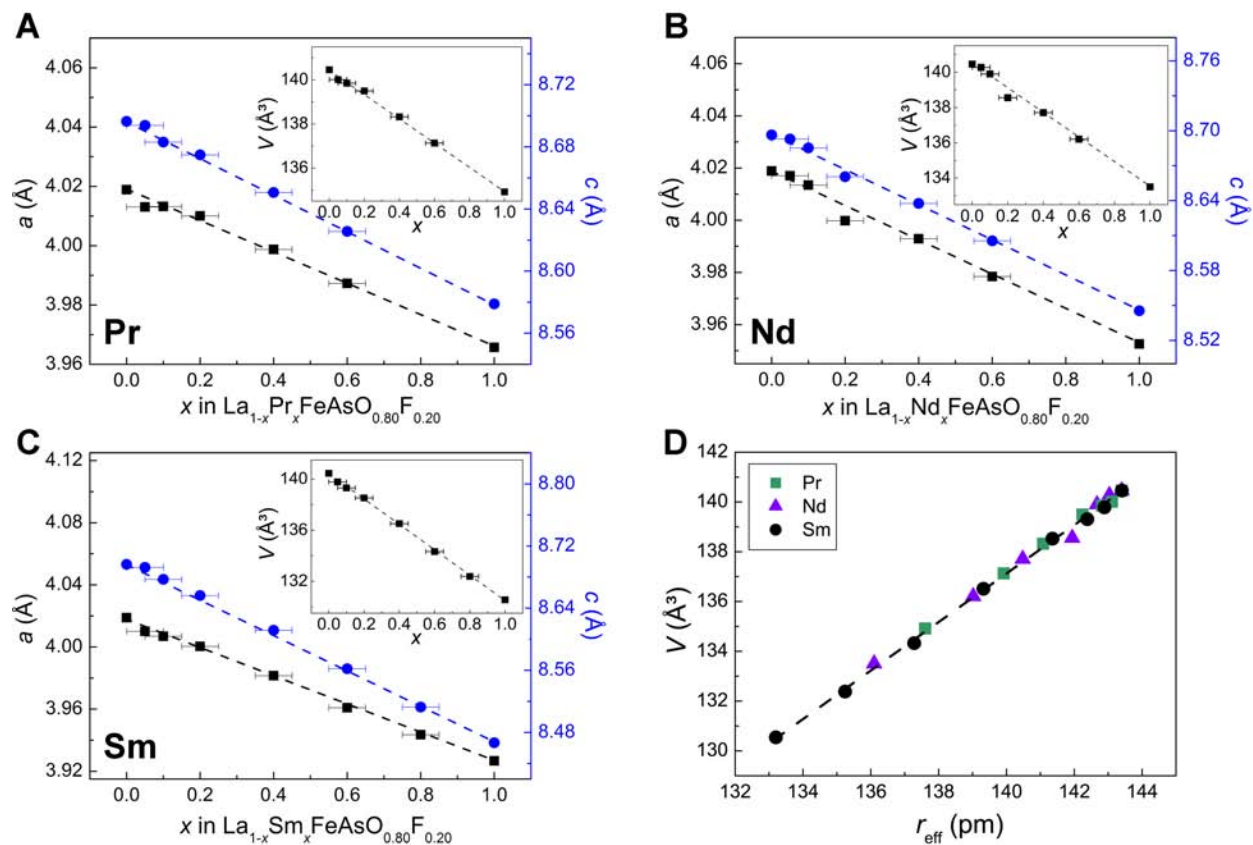 A
4.06
4.04
4.02
4.00
3.98
3.96
a (Å)
8.72
8.68
8.64
8.60
8.56
c (Å)
140
138
136
V (Å³)
0.0 0.2 0.4 0.6 0.8 1.0
x
Pr
0.0 0.2 0.4 0.6 0.8 1.0
x in La₁₋ₓPrₓFeAsO₀.₈₀F₀.₂₀
B
4.06
4.04
4.02
4.00
3.98
3.96
a (Å)
8.76
8.70
8.64
8.58
8.52
c (Å)
140
138
136
134
V (Å³)
0.0 0.2 0.4 0.6 0.8 1.0
x
Nd
0.0 0.2 0.4 0.6 0.8 1.0
x in La₁₋ₓNdₓFeAsO₀.₈₀F₀.₂₀
C
4.12
4.08
4.04
4.00
3.96
3.92
a (Å)
8.80
8.72
8.64
8.56
8.48
c (Å)
140
136
132
V (Å³)
0.0 0.2 0.4 0.6 0.8 1.0
x
Sm
0.0 0.2 0.4 0.6 0.8 1.0
x in La₁₋ₓSmₓFeAsO₀.₈₀F₀.₂₀
D
142
140
138
136
134
132
130
V (Å³)
Pr
Nd
Sm
132 134 136 138 140 142 144
r_eff (pm)